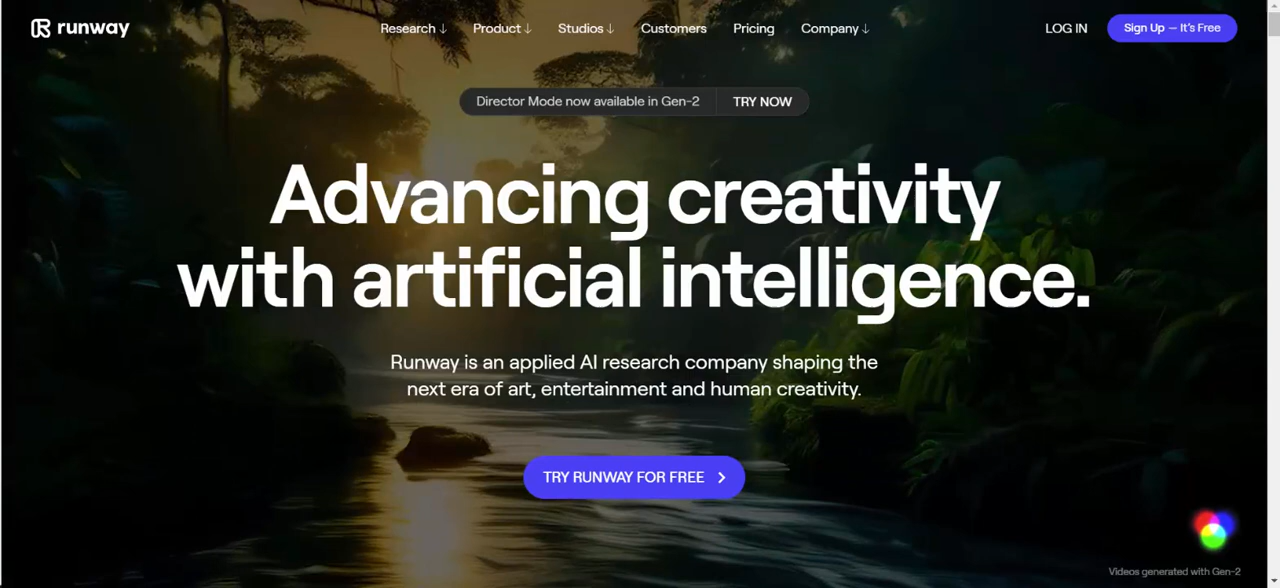 runway
Research ↓ Product ↓ Studios ↓ Customers Pricing Company ↓
LOG IN
Sign Up — It's Free
Director Mode now available in Gen-2 TRY NOW
Advancing creativity
with artificial intelligence.
Runway is an applied AI research company shaping the
next era of art, entertainment and human creativity.
TRY RUNWAY FOR FREE
Videos generated with Gen-2